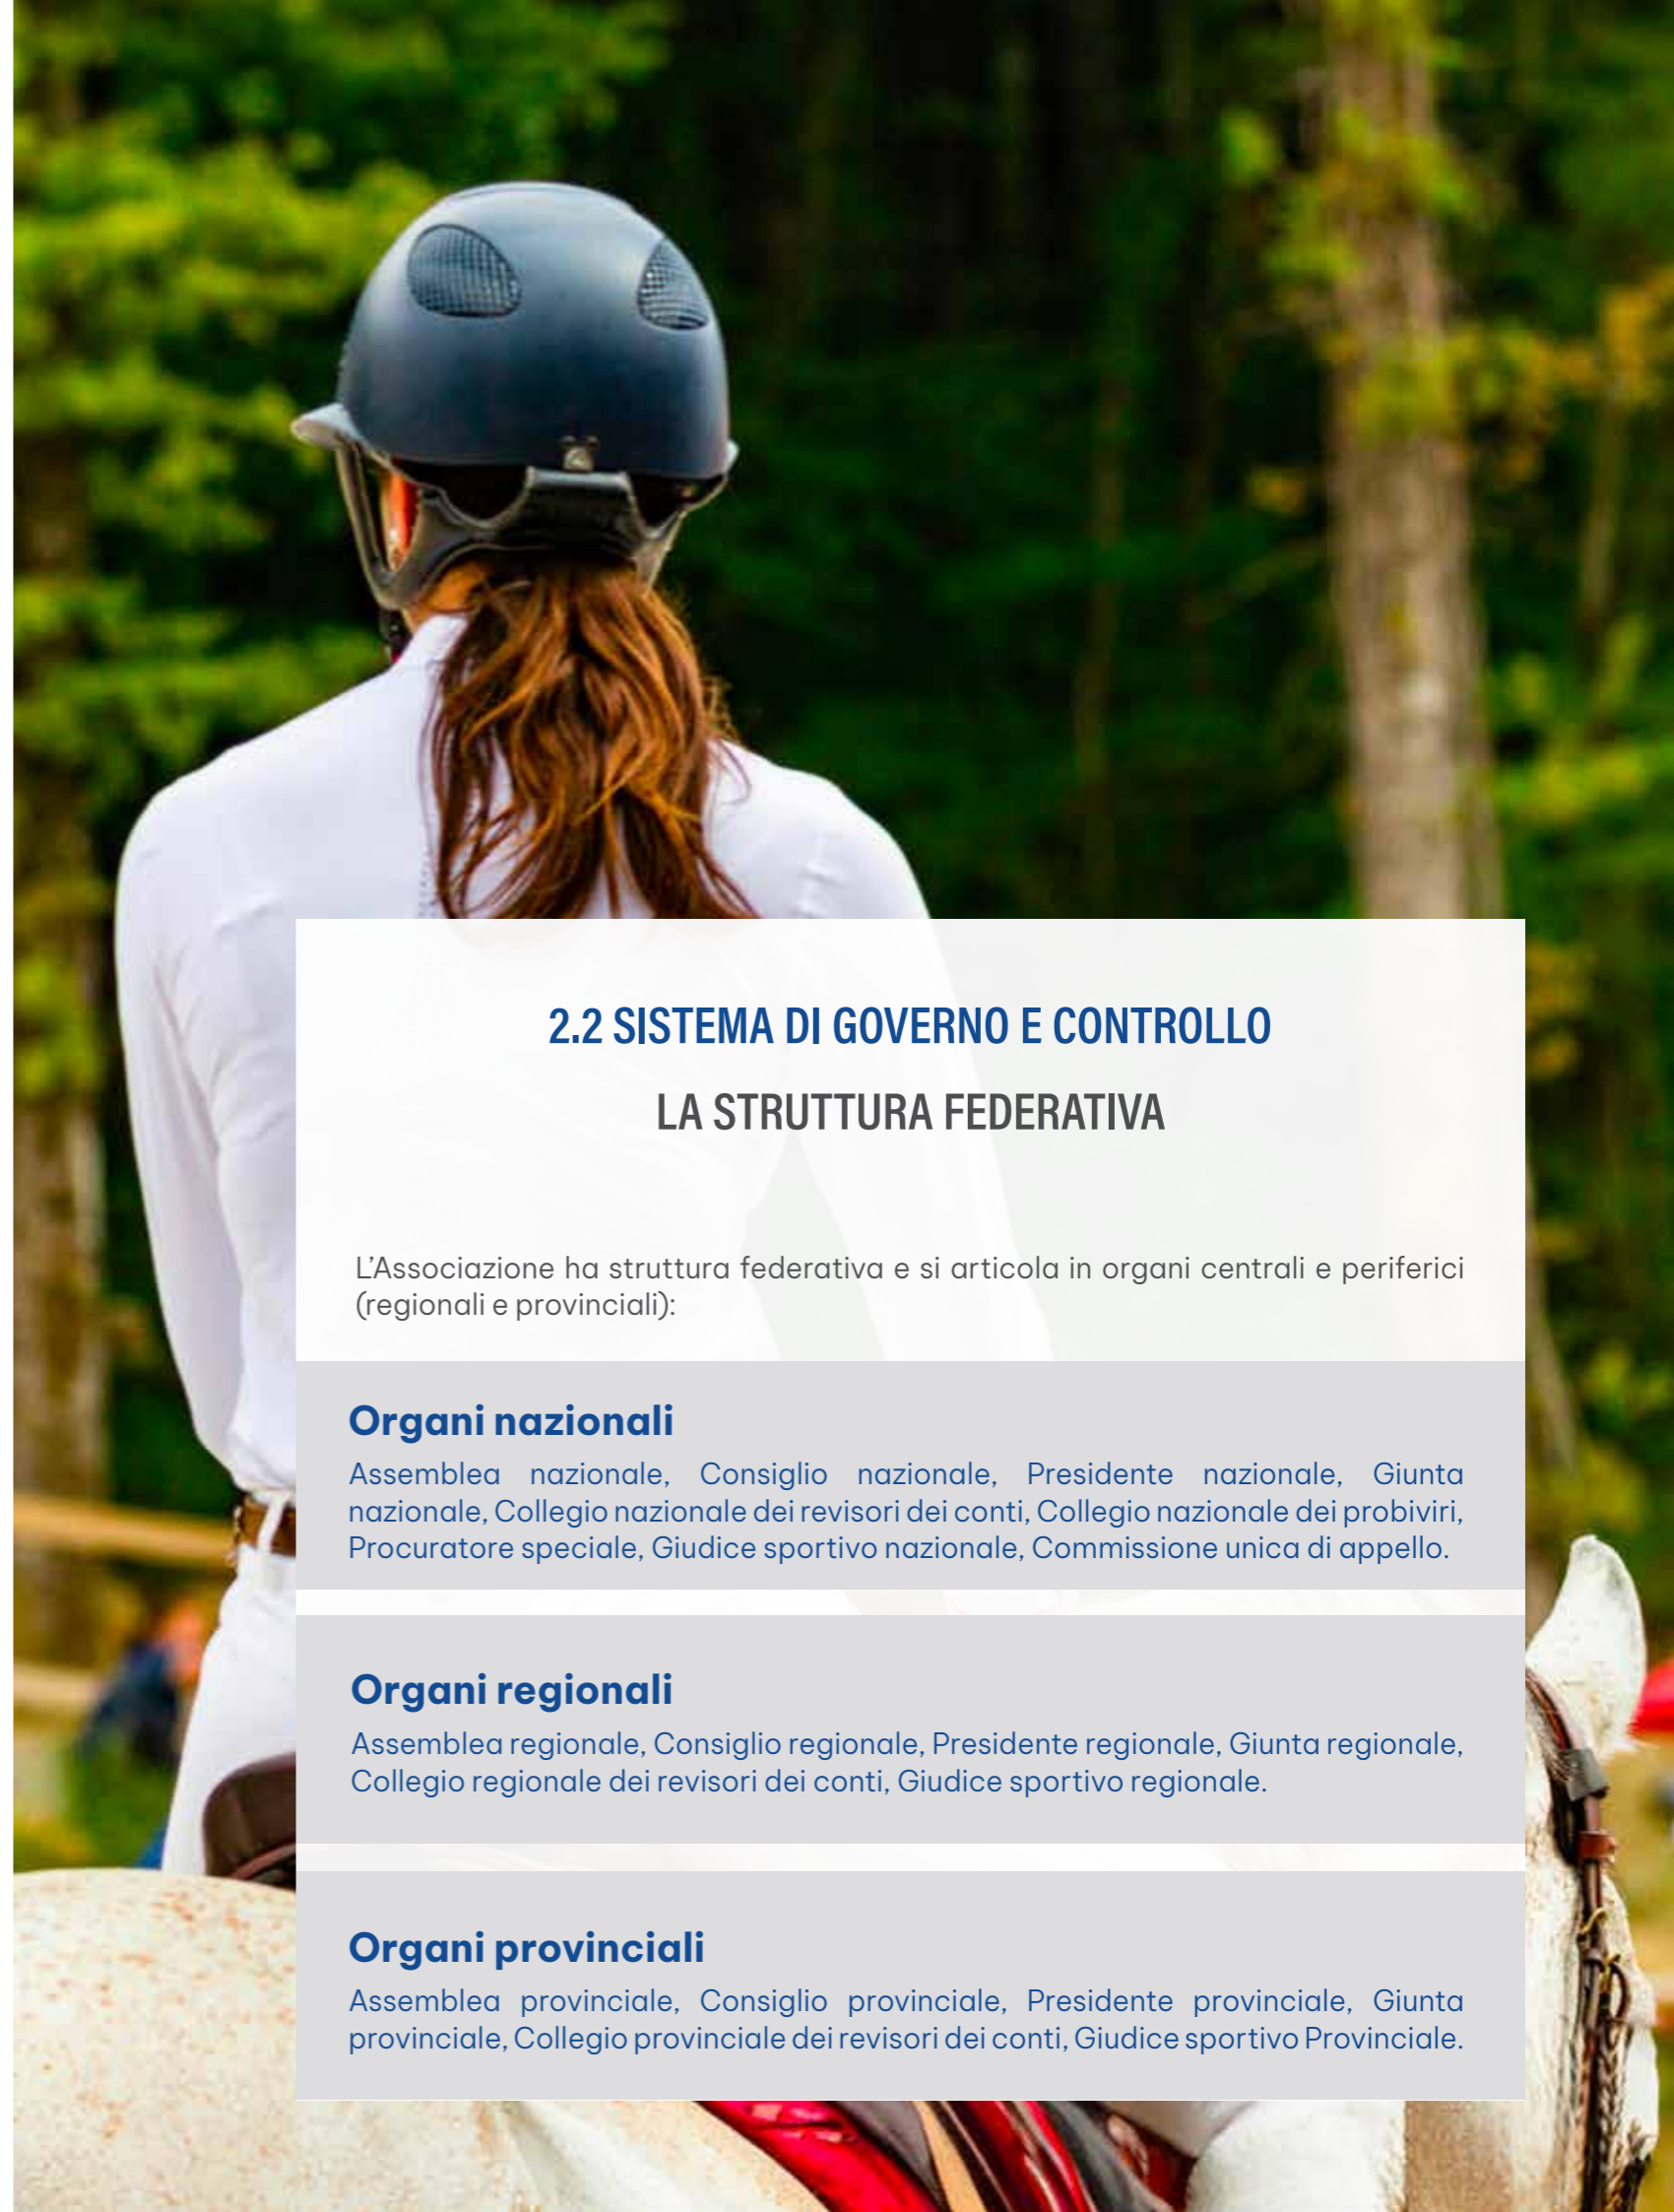 2.2 SISTEMA DI GOVERNO E CONTROLLO
LA STRUTTURA FEDERATIVA
L’Associazione ha struttura federativa e si articola in organi centrali e periferici
(regionali e provinciali):
Organi nazionali
Assemblea nazionale, Consiglio nazionale, Presidente nazionale, Giunta
nazionale, Collegio nazionale dei revisori dei conti, Collegio nazionale dei probiviri,
Procuratore speciale, Giudice sportivo nazionale, Commissione unica di appello.
Organi regionali
Assemblea regionale, Consiglio regionale, Presidente regionale, Giunta regionale,
Collegio regionale dei revisori dei conti, Giudice sportivo regionale.
Organi provinciali
Assemblea provinciale, Consiglio provinciale, Presidente provinciale, Giunta
provinciale, Collegio provinciale dei revisori dei conti, Giudice sportivo Provinciale.